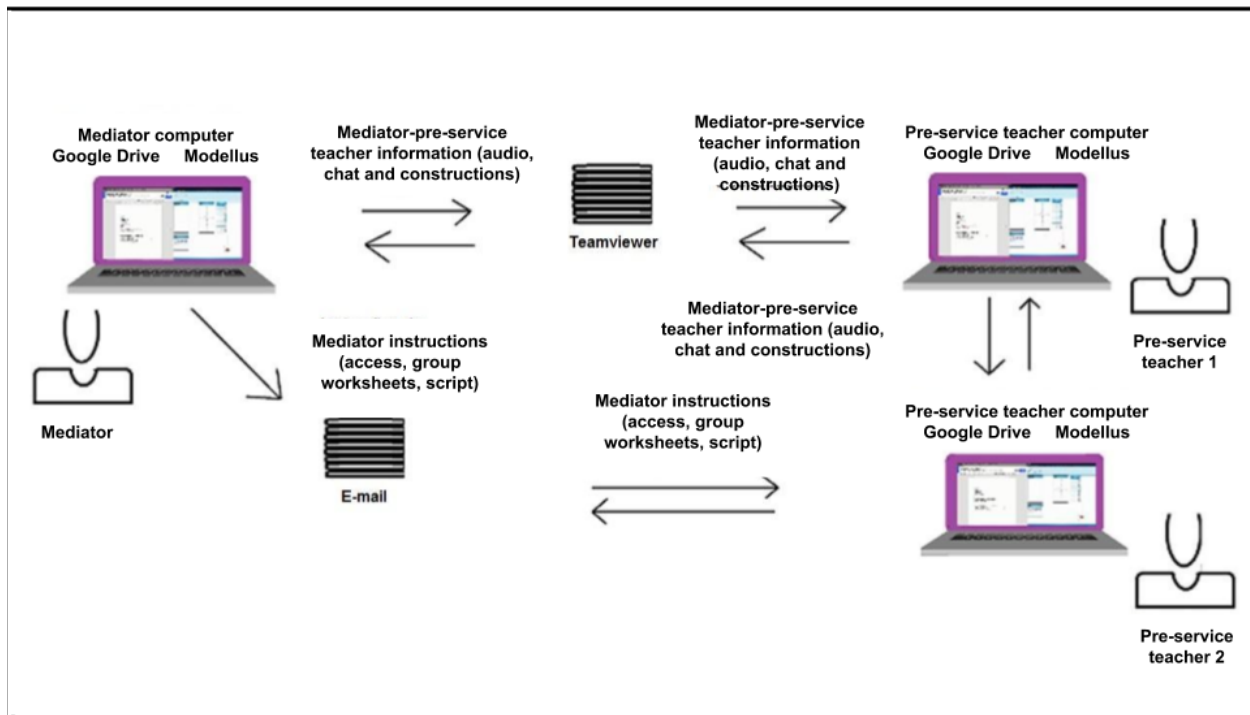 Mediator computer
Google Drive Modellus
Mediator-pre-service
teacher information (audio,
chat and constructions)
Teamviewer
Mediator-pre-service
teacher information
(audio, chat and
constructions)
Pre-service teacher computer
Google Drive Modellus
Pre-service
teacher 1
Mediator
Mediator instructions
(access, group
worksheets, script)
E-mail
Mediator-pre-service
teacher information (audio,
chat and constructions)
Mediator instructions
(access, group
worksheets, script)
Pre-service teacher computer
Google Drive Modellus
Pre-service
teacher 2